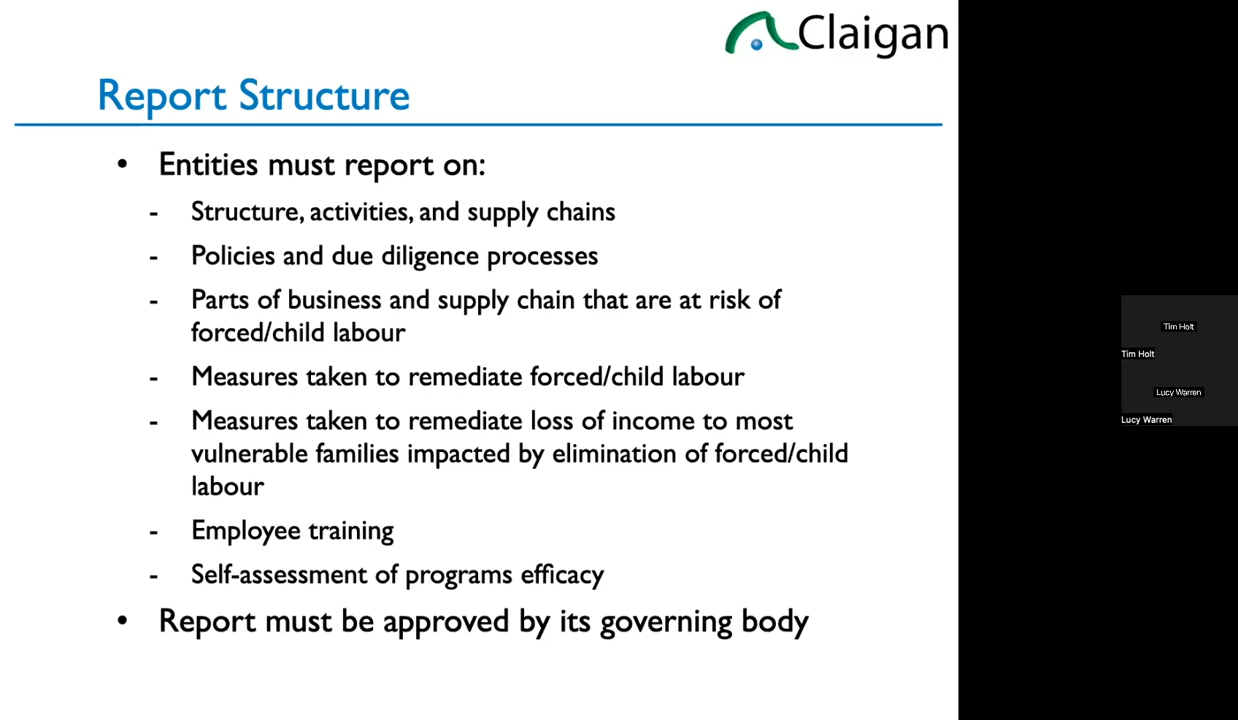 Claigan
Report Structure
• Entities must report on:
- Structure, activities, and supply chains
- Policies and due diligence processes
- Parts of business and supply chain that are at risk of
forced/child labour
- Measures taken to remediate forced/child labour
- Measures taken to remediate loss of income to most
vulnerable families impacted by elimination of forced/child
labour
- Employee training
- Self-assessment of programs efficacy
• Report must be approved by its governing body
Tim Holt
Tim Holt
Lucy Warren
Lucy Warren